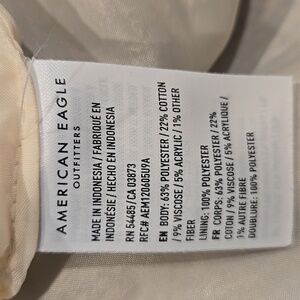 AMERICAN EAGLE
OUTFITTERS
MADE IN INDONESIA / FABRIQUÉ EN
INDONÉSIE / HECHO EN INDONESIA
RN 54485 / CA 03873
RFC# AEM120605U9A
EN BODY: 63% POLYESTER / 22% COTTON
/ 9% VISCOSE / 5% ACRYLIC / 1% OTHER
FIBER
LINING: 100% POLYESTER
FR CORPS: 63% POLYESTER / 22%
COTON / 9% VISCOSE / 5% ACRYLIQUE /
1% AUTRE FIBRE
DOUBLURE: 100% POLYESTER